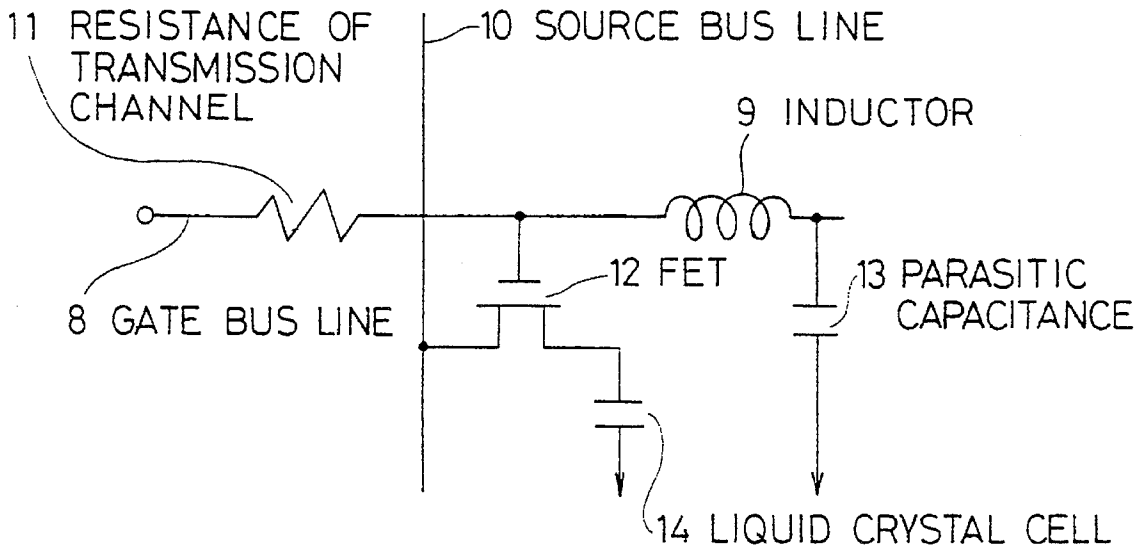 11 RESISTANCE OF
TRANSMISSION
CHANNEL
10 SOURCE BUS LINE
9 INDUCTOR
12 FET
13 PARASITIC
CAPACITANCE
8 GATE BUS LINE
14 LIQUID CRYSTAL CELL